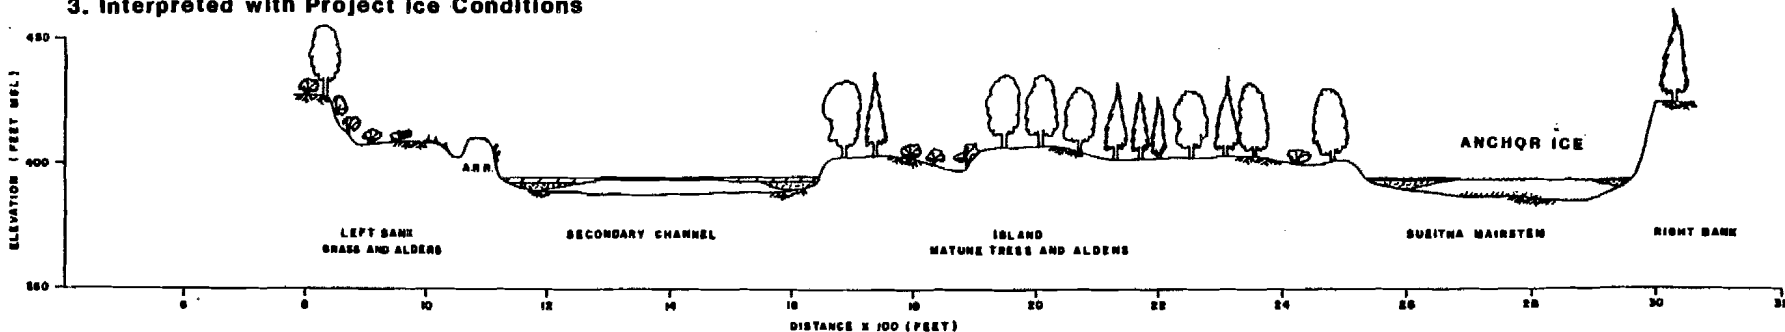 3. Interpreted with Project Ice Conditions
450
400
350
ELEVATION (FEET MSL)
A.R.R.
ANCHOR ICE
LEFT BANK
GRASS AND ALDERS
SECONDARY CHANNEL
ISLAND
MATURE TREES AND ALDERS
SUSITNA MAINSTEM
RIGHT BANK
6 8 10 12 14 16 18 20 22 24 26 28 30
DISTANCE X 100 (FEET)